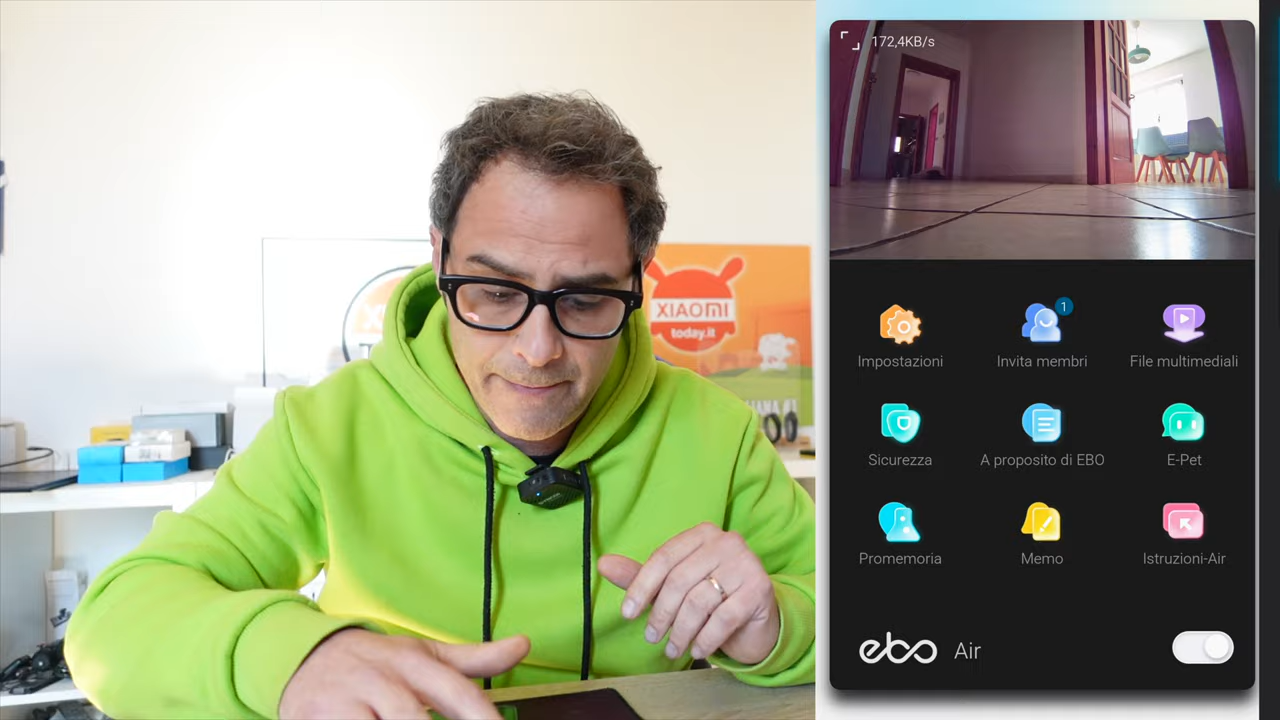 172,4KB/s
XIAOMI
today.it
1
Impostazioni
Invita membri
File multimediali
Sicurezza
A proposito di EBO
E-Pet
Promemoria
Memo
Istruzioni-Air
ebo Air